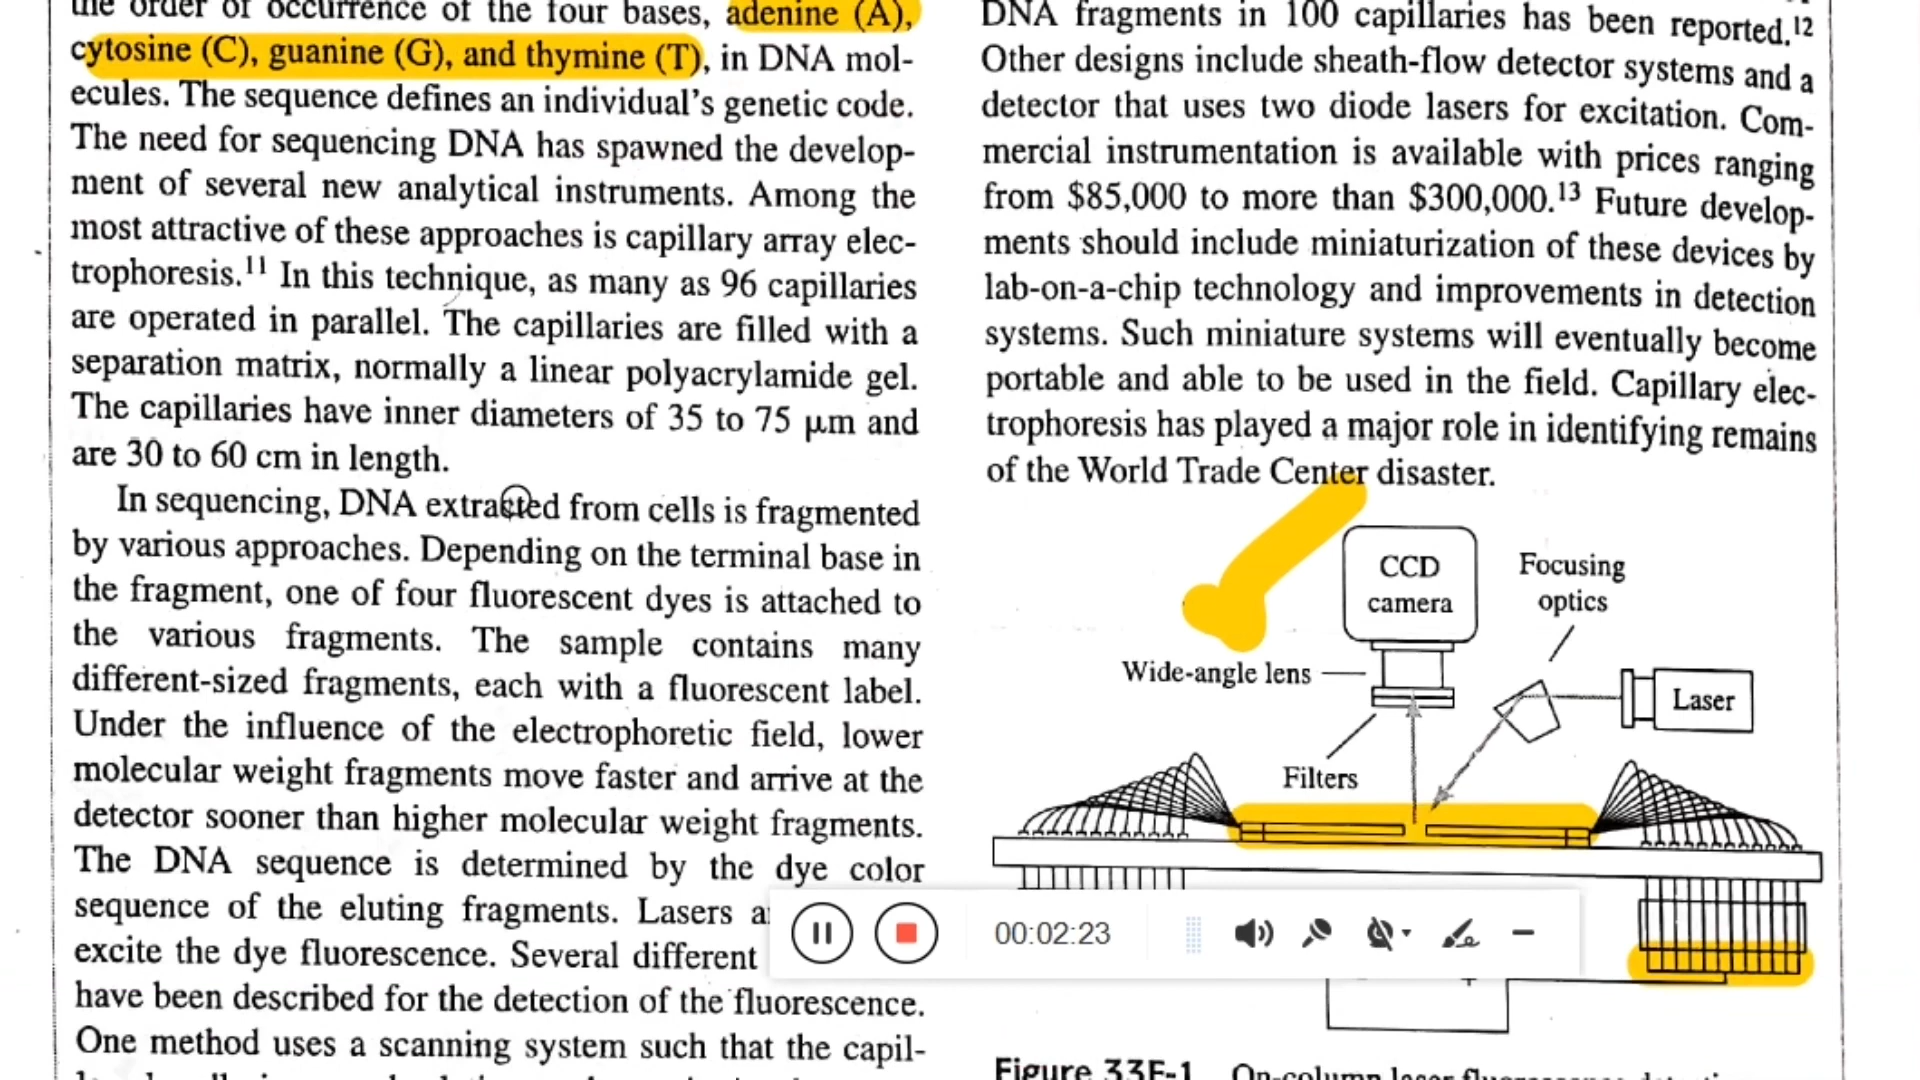 the order of occurrence of the four bases, adenine (A),
cytosine (C), guanine (G), and thymine (T), in DNA mol-
ecules. The sequence defines an individual's genetic code.
The need for sequencing DNA has spawned the develop-
ment of several new analytical instruments. Among the
most attractive of these approaches is capillary array elec-
trophoresis.11 In this technique, as many as 96 capillaries
are operated in parallel. The capillaries are filled with a
separation matrix, normally a linear polyacrylamide gel.
The capillaries have inner diameters of 35 to 75 μm and
are 30 to 60 cm in length.
In sequencing, DNA extracted from cells is fragmented
by various approaches. Depending on the terminal base in
the fragment, one of four fluorescent dyes is attached to
the various fragments. The sample contains many
different-sized fragments, each with a fluorescent label.
Under the influence of the electrophoretic field, lower
molecular weight fragments move faster and arrive at the
detector sooner than higher molecular weight fragments.
The DNA sequence is determined by the dye color
sequence of the eluting fragments. Lasers
excite the dye fluorescence. Several different
have been described for the detection of the fluorescence.
One method uses a scanning system such that the capil-
DNA fragments in 100 capillaries has been reported.12
Other designs include sheath-flow detector systems and a
detector that uses two diode lasers for excitation. Com-
mercial instrumentation is available with prices ranging
from $85,000 to more than $300,000.13 Future develop-
ments should include miniaturization of these devices by
lab-on-a-chip technology and improvements in detection
systems. Such miniature systems will eventually become
portable and able to be used in the field. Capillary elec-
trophoresis has played a major role in identifying remains
of the World Trade Center disaster.
CCD
camera
Focusing
optics
Wide-angle lens
Laser
Filters
00:02:23
Figure 33F-1 On-column laser